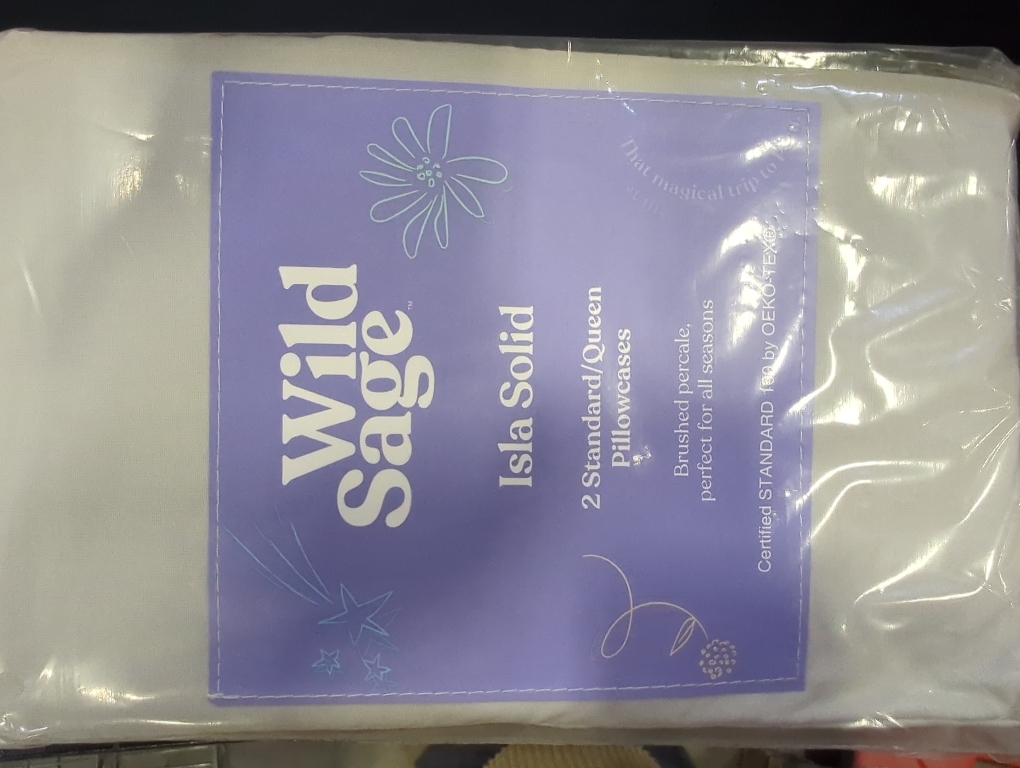 Wild
Sage™
Isla Solid
2 Standard/Queen
Pillowcases
Brushed percale,
perfect for all seasons
Certified STANDARD 100 by OEKO-TEX®
That magical trip to